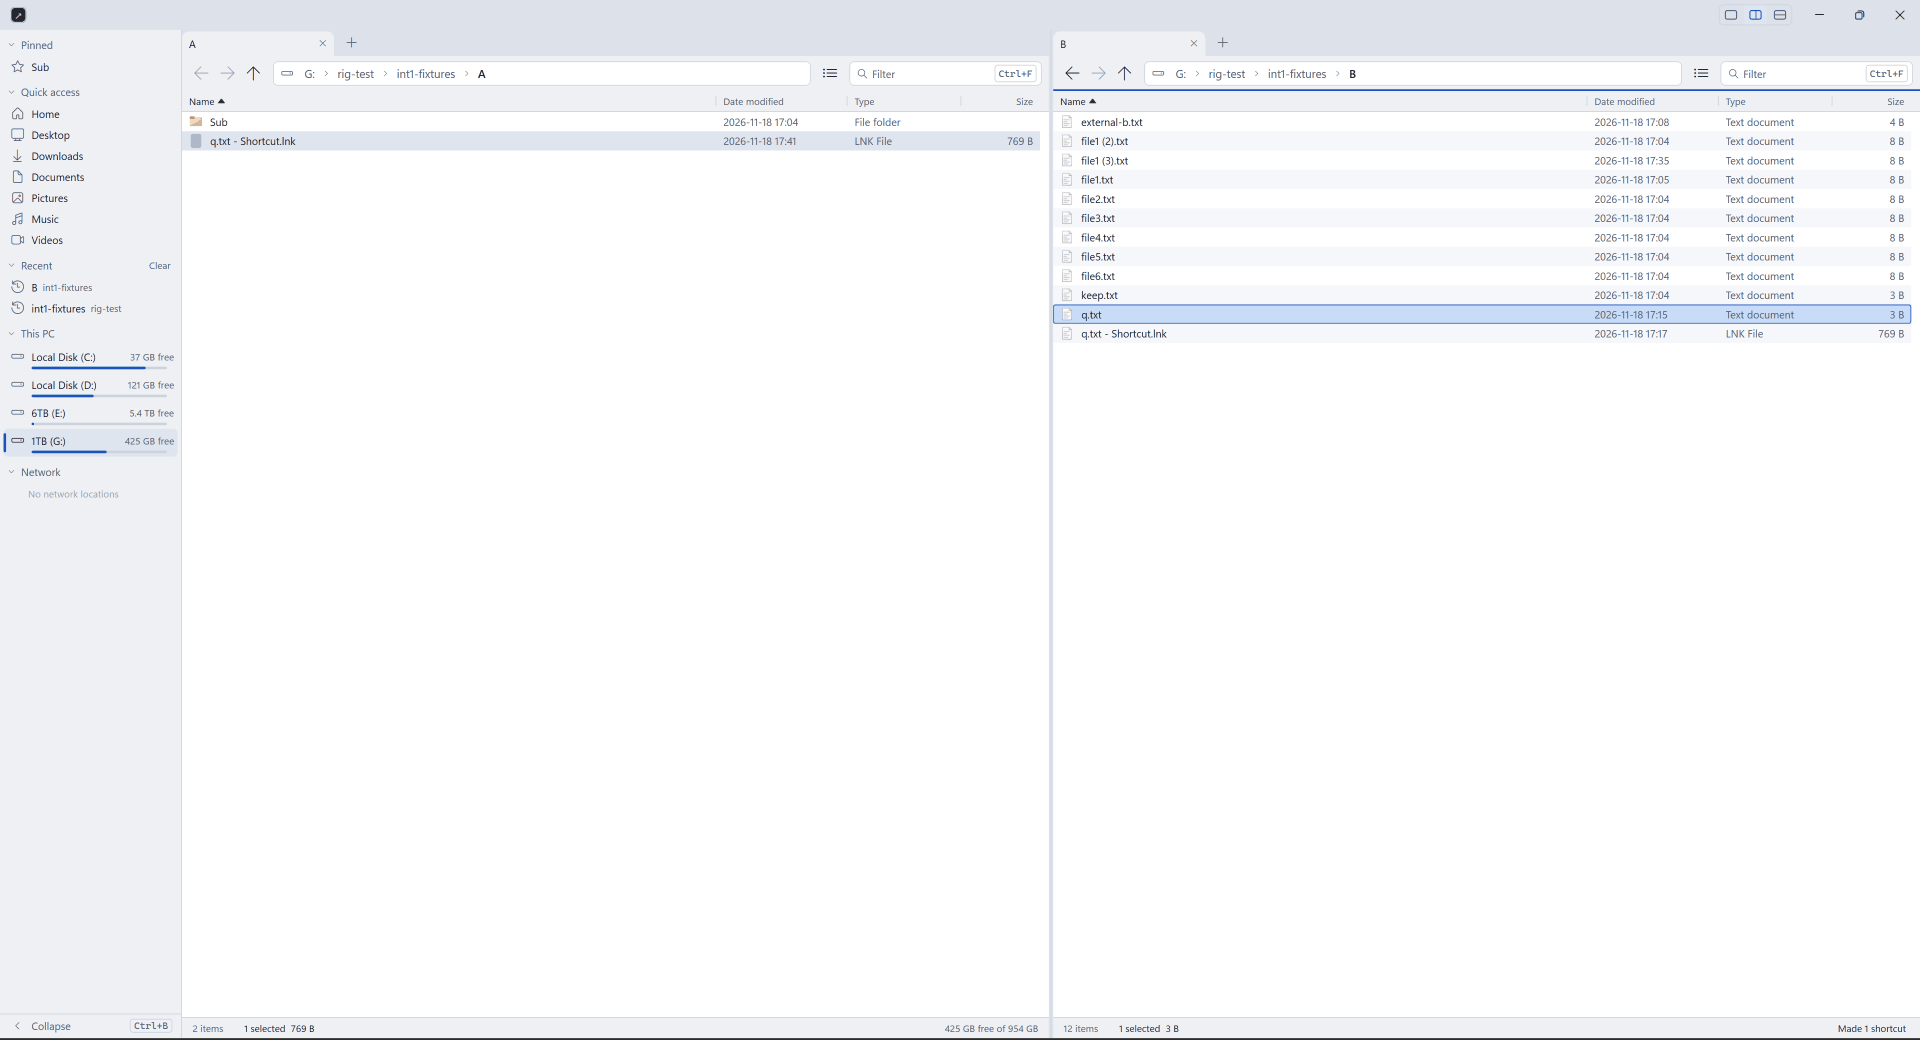 Pinned
Sub
Quick access
Home
Desktop
Downloads
Documents
Pictures
Music
Videos
Recent Clear
B int1-fixtures
int1-fixtures rig-test
This PC
Local Disk (C:) 37 GB free
Local Disk (D:) 121 GB free
6TB (E:) 5.4 TB free
1TB (G:) 425 GB free
Network
No network locations
Collapse Ctrl+B
A
G: rig-test int1-fixtures A Filter Ctrl+F
Name Date modified Type Size
Sub 2026-11-18 17:04 File folder
q.txt - Shortcut.lnk 2026-11-18 17:41 LNK File 769 B
2 items 1 selected 769 B 425 GB free of 954 GB
B
G: rig-test int1-fixtures B Filter Ctrl+F
Name Date modified Type Size
external-b.txt 2026-11-18 17:08 Text document 4 B
file1 (2).txt 2026-11-18 17:04 Text document 8 B
file1 (3).txt 2026-11-18 17:35 Text document 8 B
file1.txt 2026-11-18 17:05 Text document 8 B
file2.txt 2026-11-18 17:04 Text document 8 B
file3.txt 2026-11-18 17:04 Text document 8 B
file4.txt 2026-11-18 17:04 Text document 8 B
file5.txt 2026-11-18 17:04 Text document 8 B
file6.txt 2026-11-18 17:04 Text document 8 B
keep.txt 2026-11-18 17:04 Text document 3 B
q.txt 2026-11-18 17:15 Text document 3 B
q.txt - Shortcut.lnk 2026-11-18 17:17 LNK File 769 B
12 items 1 selected 3 B Made 1 shortcut